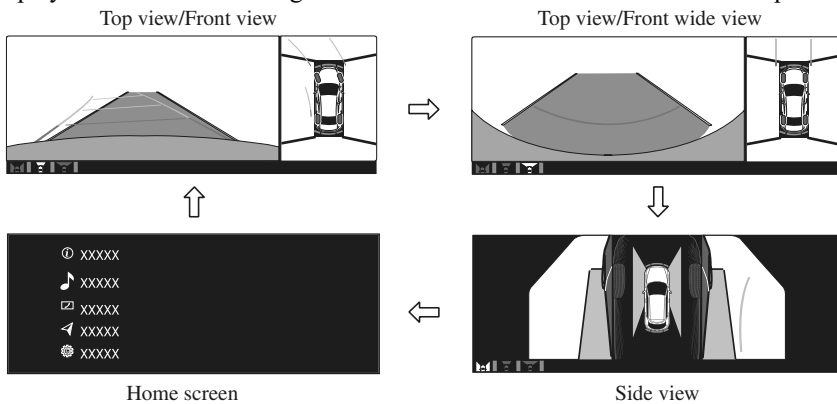 Top view/Front view
Top view/Front wide view
XXXXX
XXXXX
XXXXX
XXXXX
XXXXX
Home screen
Side view